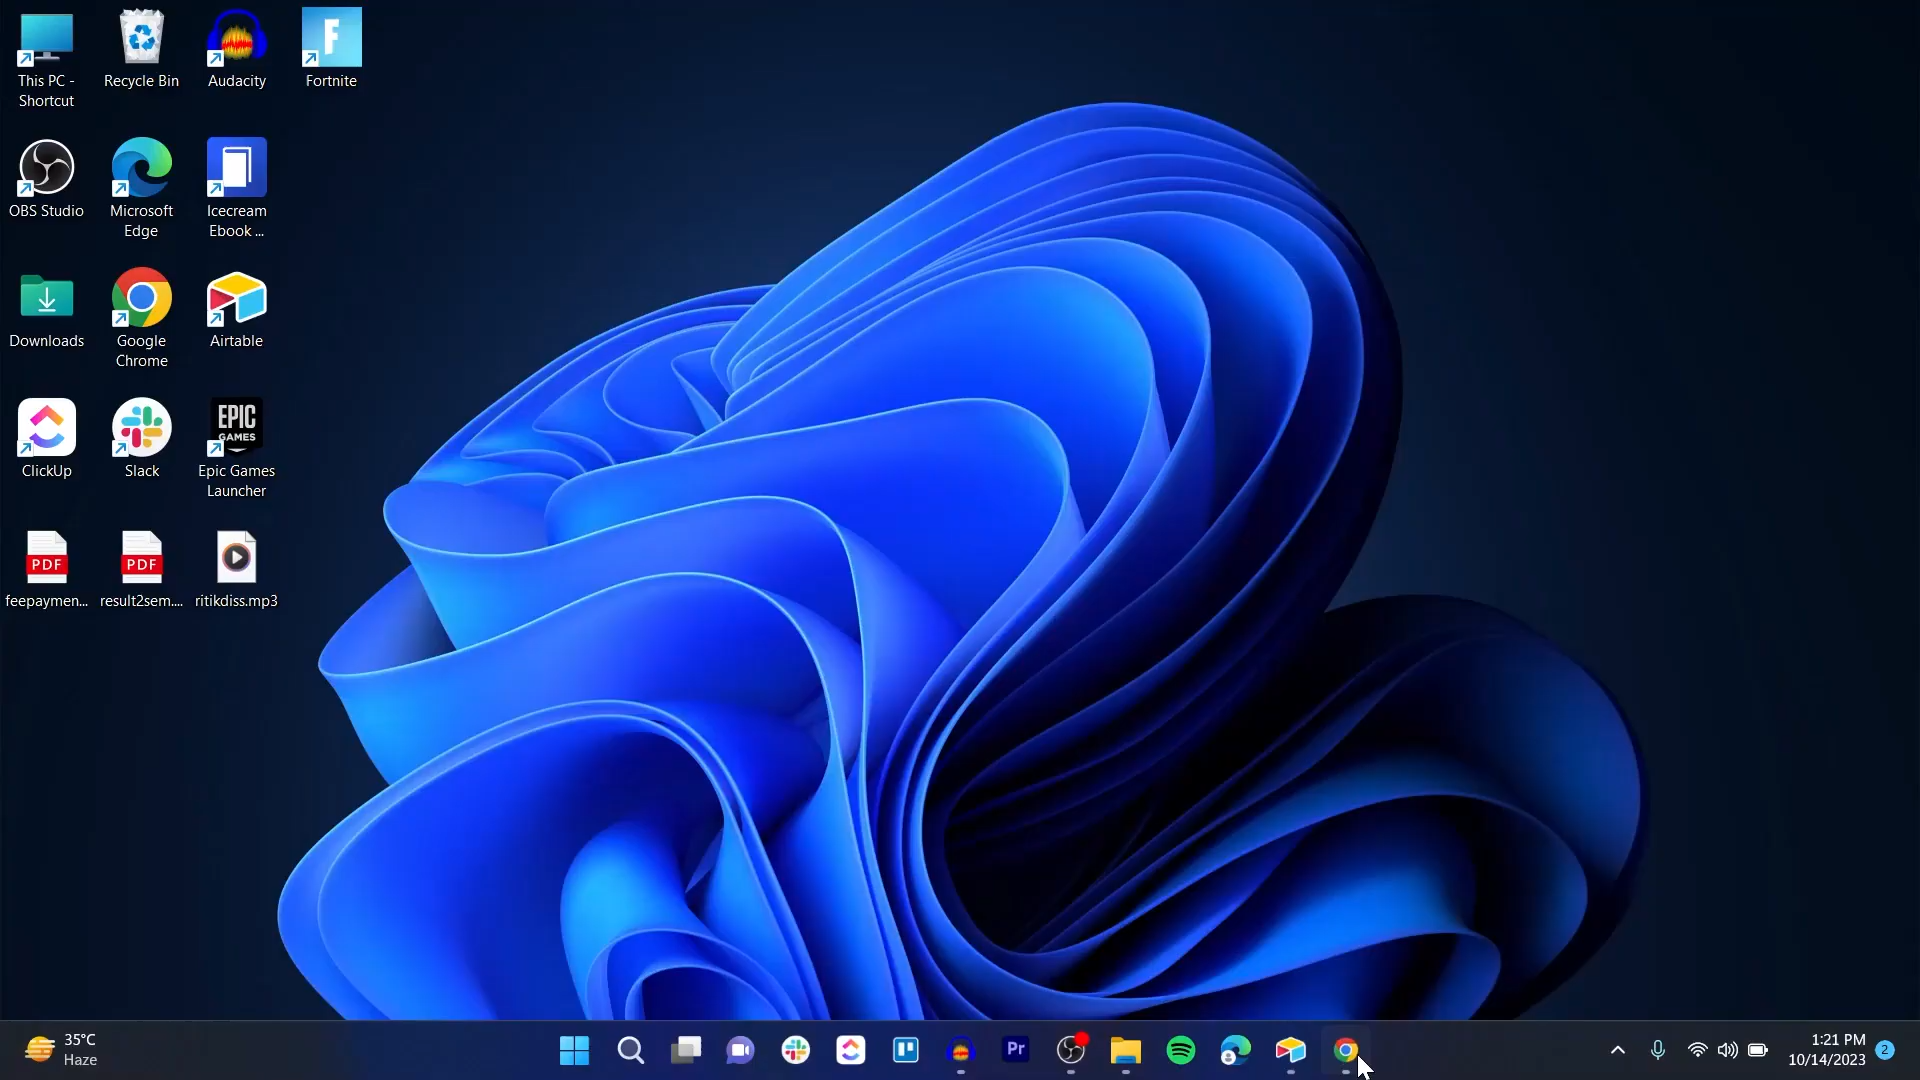 This PC -
Shortcut
Recycle Bin
Audacity
F
Fortnite
OBS Studio
Microsoft
Edge
Icecream
Ebook ...
Downloads
Google
Chrome
Airtable
ClickUp
Slack
EPIC
GAMES
Epic Games
Launcher
PDF
feepaymen...
PDF
result2sem....
ritikdiss.mp3
35°C
Haze
Pr
1:21 PM
10/14/2023
2